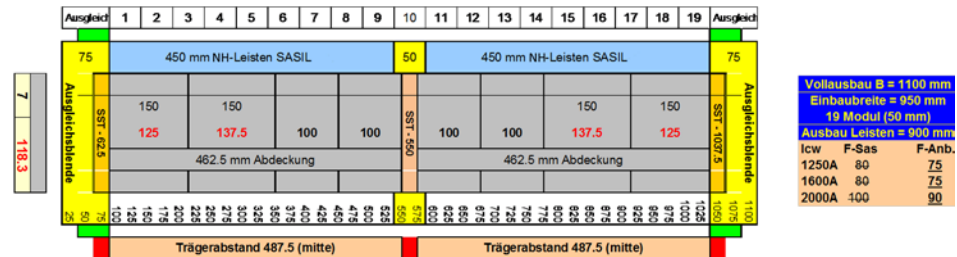 Ausgleich 1 2 3 4 5 6 7 8 9 10 11 12 13 14 15 16 17 18 19 Ausgleich
75 450 mm NH-Leisten SASIL 50 450 mm NH-Leisten SASIL 75
7 118.3
Ausgleichsblende
SST - 62,5
150 150
125 137.5 100 100
SST - 550
150 150
100 100 137.5 125
SST - 1037,5
Ausgleichsblende
462.5 mm Abdeckung 462.5 mm Abdeckung
25 50 75 100 125 150 175 200 225 250 275 300 325 350 375 400 425 450 475 500 525 550 575 600 625 650 675 700 725 750 775 800 825 850 875 900 925 950 975 1000 1025 1050 1075 1100
Trägerabstand 487.5 (mitte) Trägerabstand 487.5 (mitte)
Vollausbau B = 1100 mm
Einbaubreite = 950 mm
19 Modul (50 mm)
Ausbau Leisten = 900 mm
Icw F-Sas F-Anb.
1250A 80 75
1600A 80 75
2000A 100 90